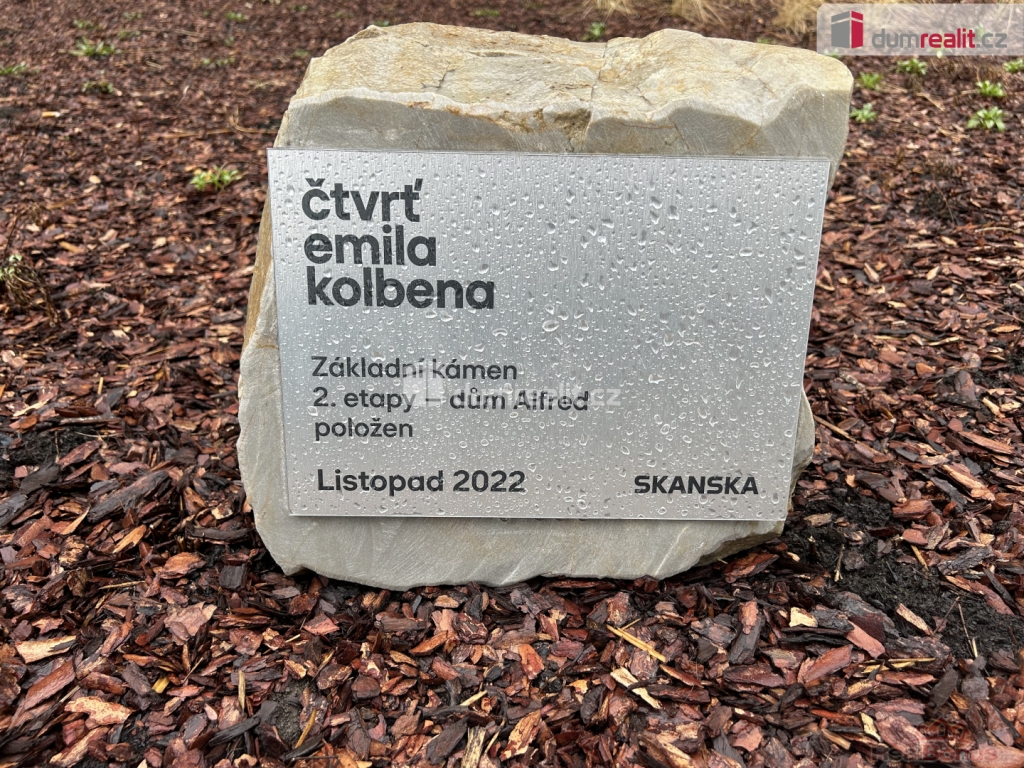 dumrealit.cz
čtvrť
emila
kolbena
Základní kámen
2. etapy – dům Alfred
položen
Listopad 2022
SKANSKA